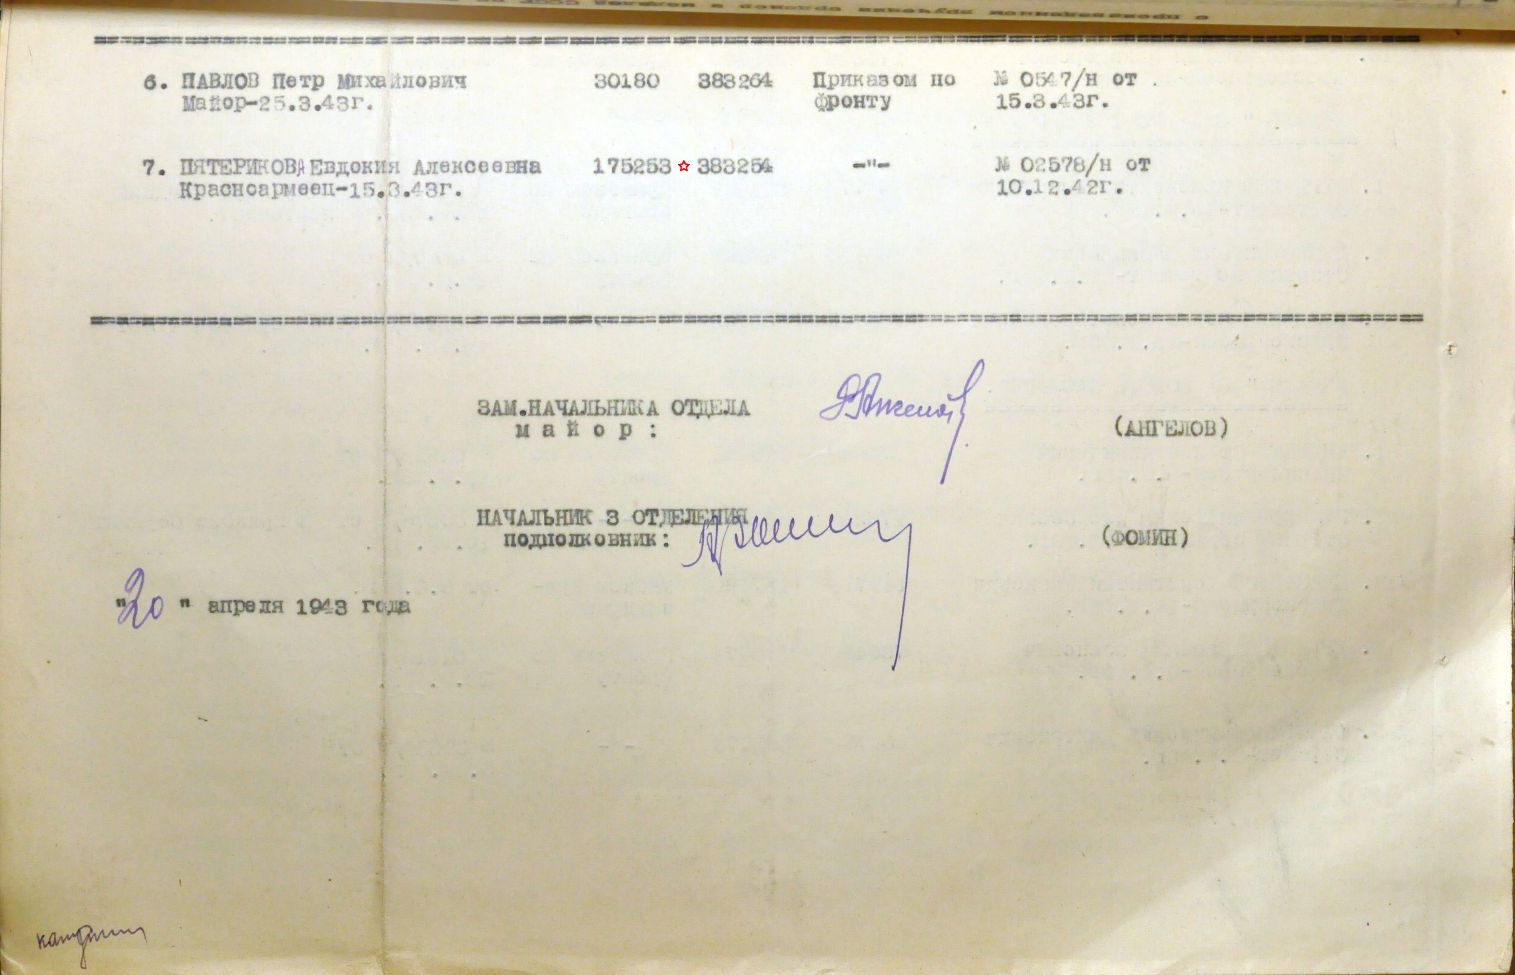 6. ПАВЛОВ Петр Михайлович 30180 383264 Приказом по № 0547/н от
Майор-25.3.43г. фронту 15.3.43г.
7. ПЯТЕРИКОВА Евдокия Алексеевна 175253 383254 -"- № 02578/н от
Красноармеец-15.3.43г. 10.12.42г.
ЗАМ.НАЧАЛЬНИКА ОТДЕЛА
майор:
(АНГЕЛОВ)
НАЧАЛЬНИК 3 ОТДЕЛЕНИЯ
подполковник:
(ФОМИН)
"20" апреля 1943 года